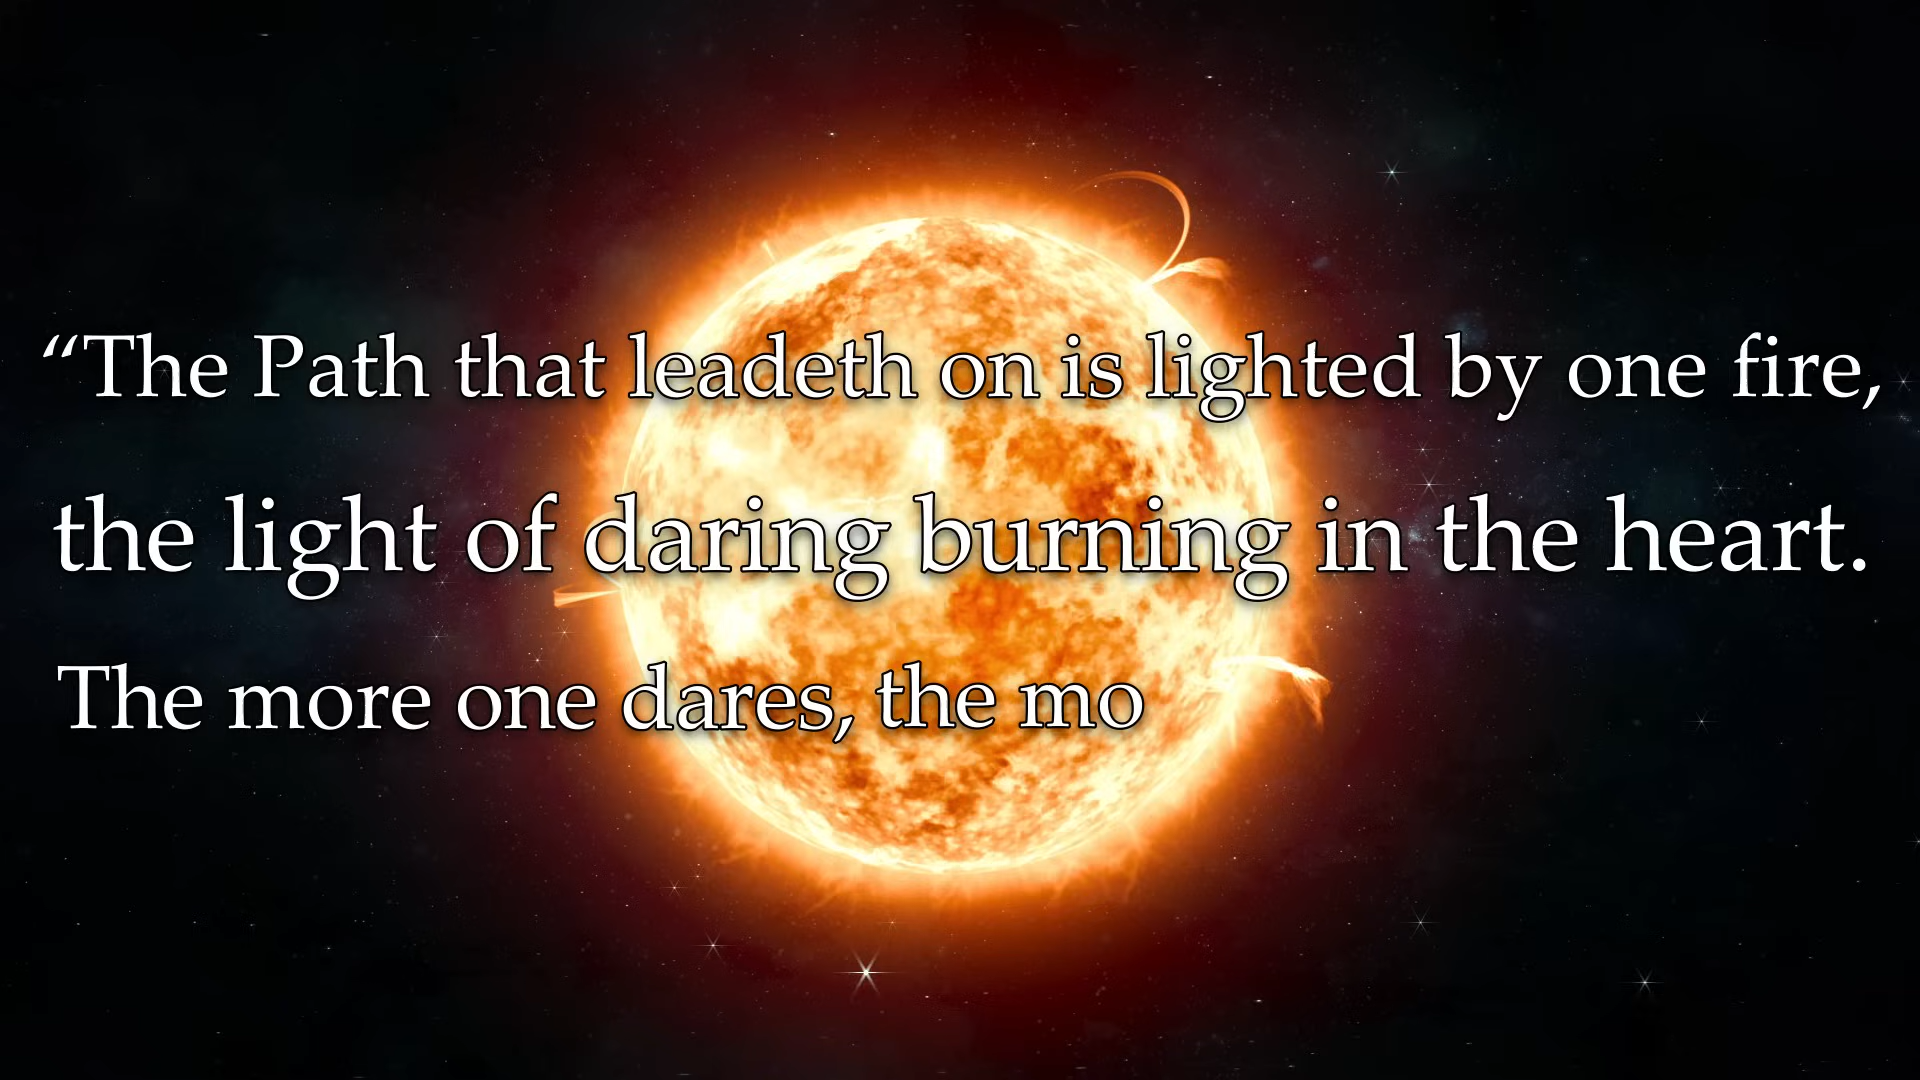 “The Path that leadeth on is lighted by one fire,
the light of daring burning in the heart.
The more one dares, the mo